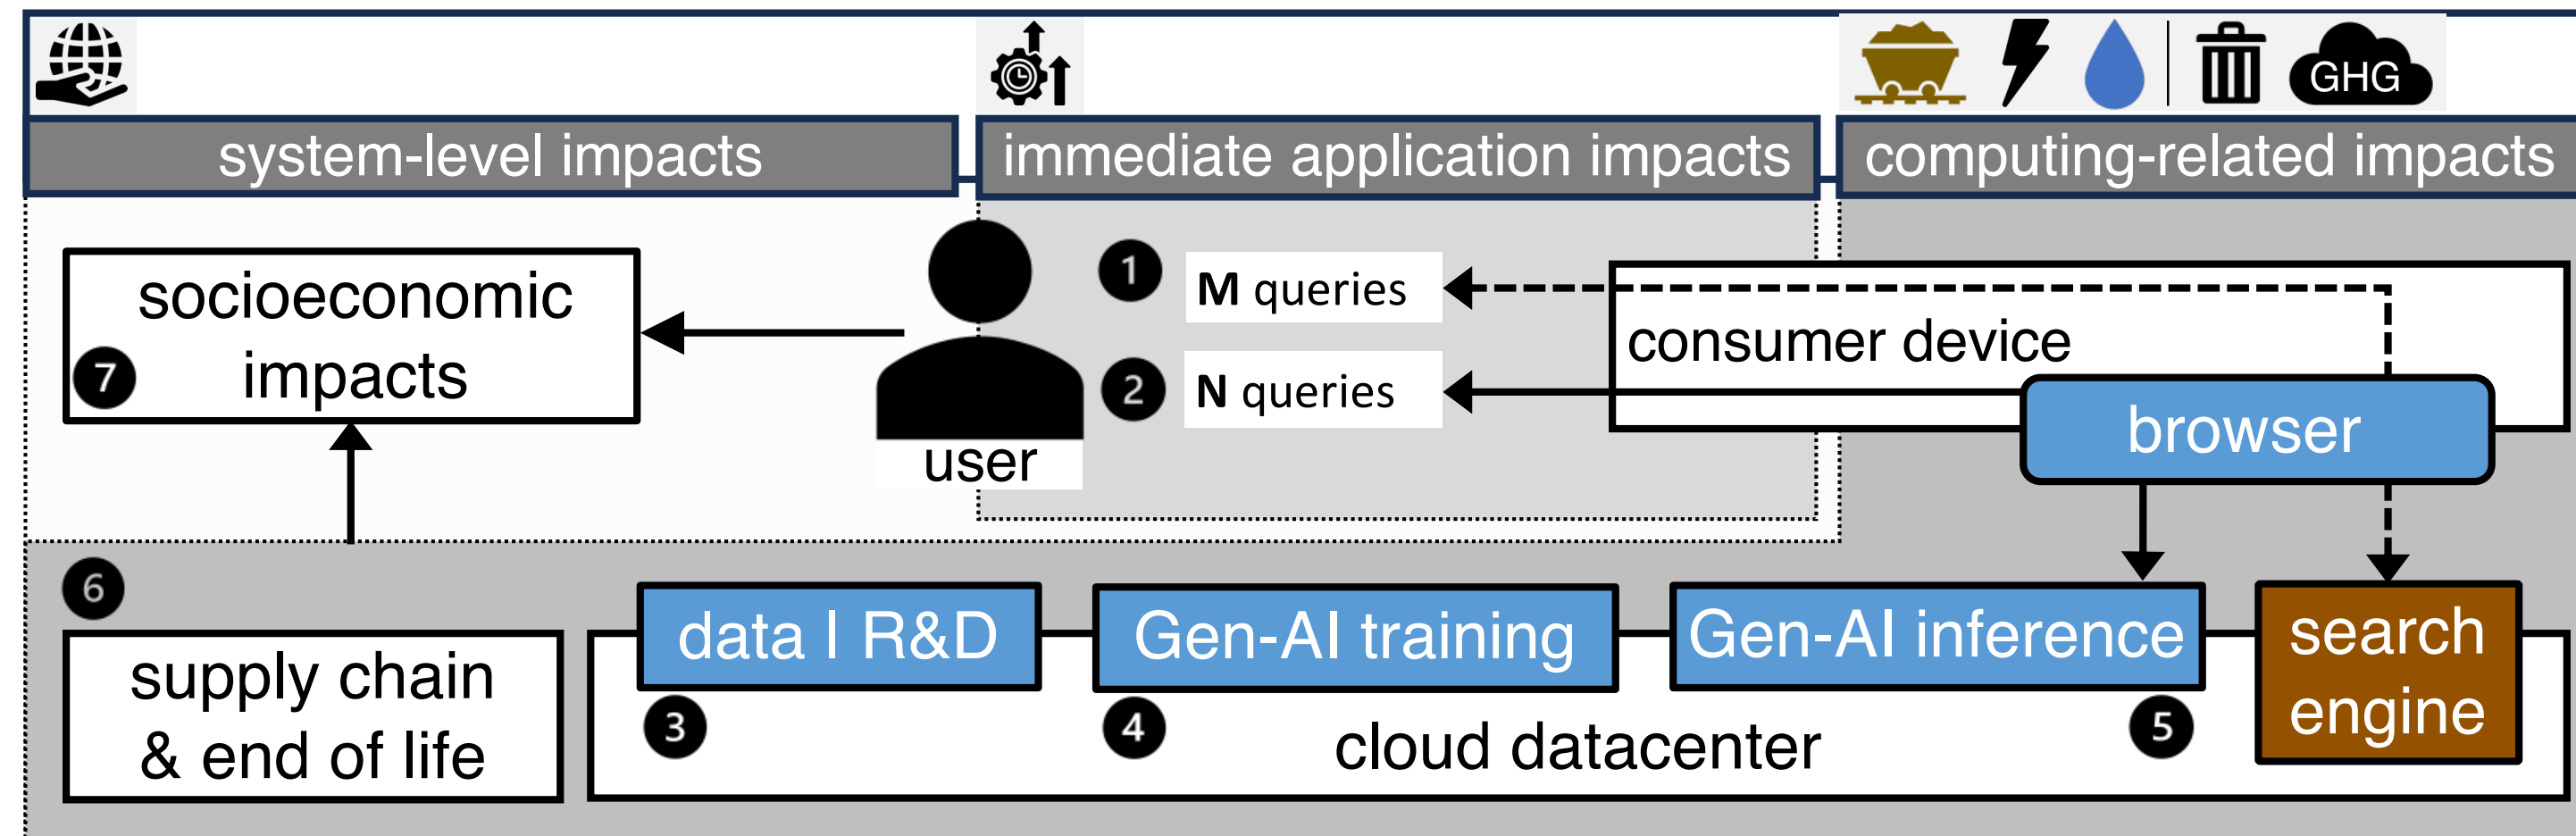 GHG
system-level impacts
immediate application impacts
computing-related impacts
1
M queries
socioeconomic
impacts
7
consumer device
2
N queries
browser
user
6
data | R&D
Gen-AI training
Gen-AI inference
search
engine
supply chain
& end of life
3
4
5
cloud datacenter